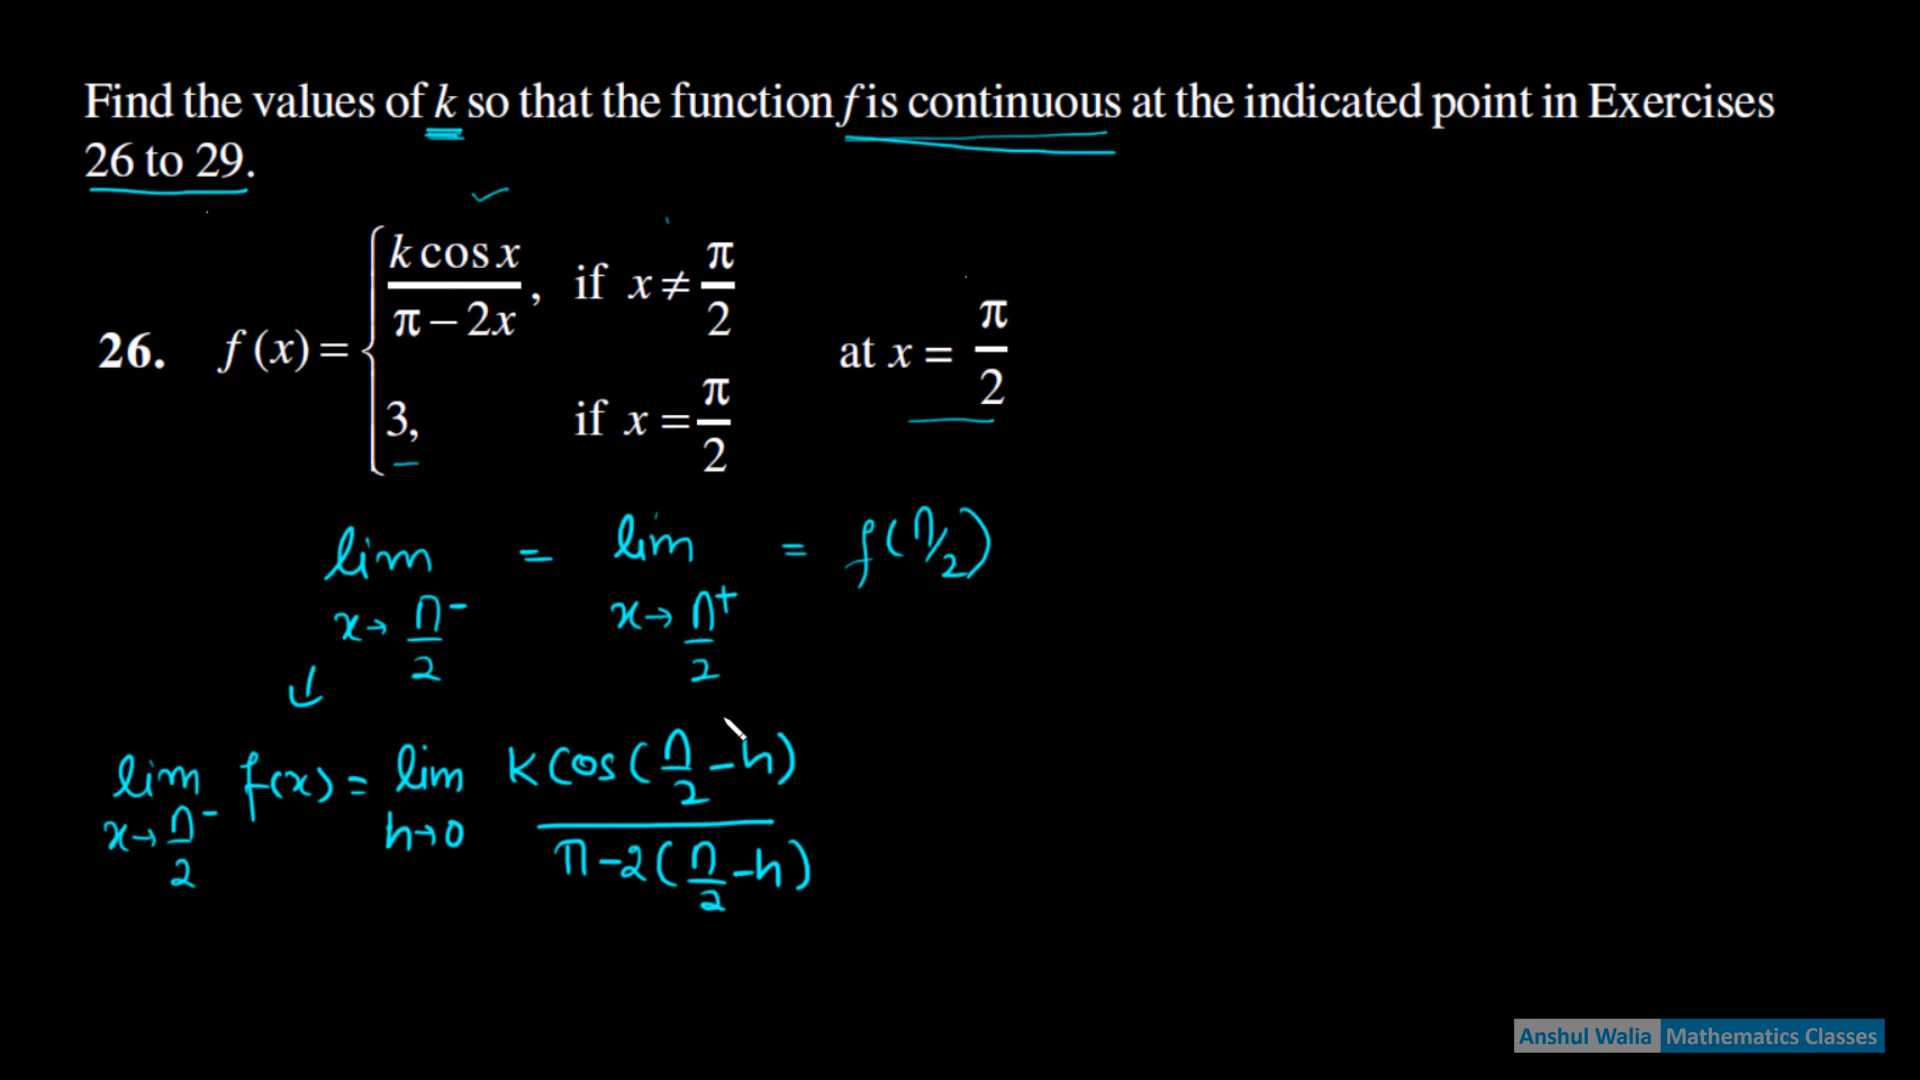 Find the values of k so that the function f is continuous at the indicated point in Exercises
26 to 29.
26. f(x) = { k cos x / π – 2x , if x ≠ π/2
3, if x = π/2
at x = π/2
lim x→π/2⁻ = lim x→π/2⁺ = f(π/2)
lim x→π/2⁻ f(x) = lim h→0 k cos(π/2 – h) / π – 2(π/2 – h)
Anshul Walia Mathematics Classes